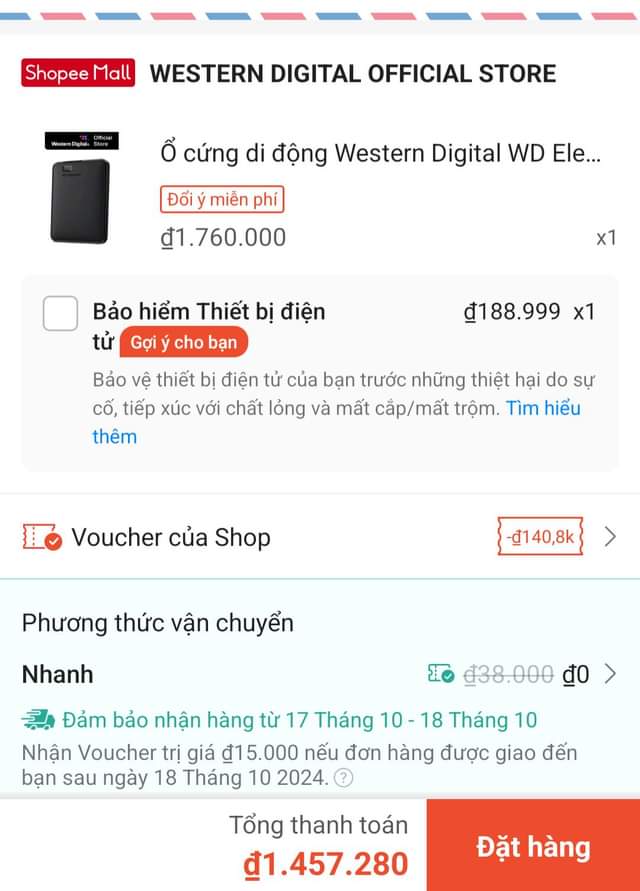 Shopee Mall WESTERN DIGITAL OFFICIAL STORE
Western Digital. Official Store
Ổ cứng di động Western Digital WD Ele...
Đổi ý miễn phí
₫1.760.000 x1
Bảo hiểm Thiết bị điện ₫188.999 x1
tử Gợi ý cho bạn
Bảo vệ thiết bị điện tử của bạn trước những thiệt hại do sự
cố, tiếp xúc với chất lỏng và mất cắp/mất trộm. Tìm hiểu
thêm
Voucher của Shop -₫140,8k
Phương thức vận chuyển
Nhanh ₫38.000 ₫0
Đảm bảo nhận hàng từ 17 Tháng 10 - 18 Tháng 10
Nhận Voucher trị giá ₫15.000 nếu đơn hàng được giao đến
bạn sau ngày 18 Tháng 10 2024. ?
Tổng thanh toán
₫1.457.280
Đặt hàng